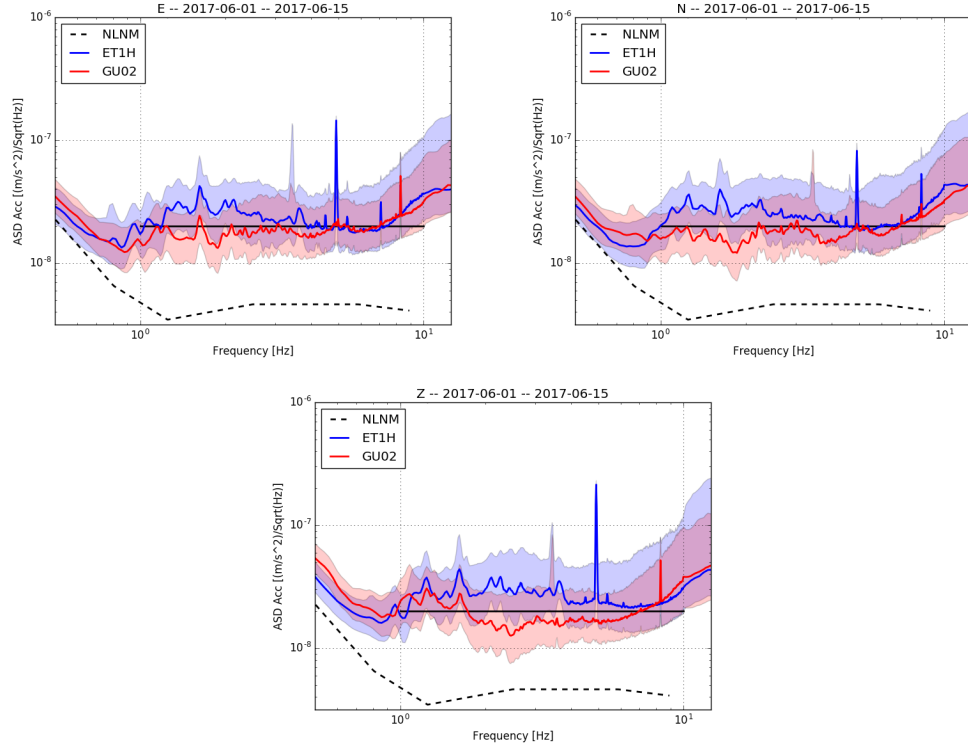 E -- 2017-06-01 -- 2017-06-15
NLNM
ET1H
GU02
ASD Acc [(m/s^2)/Sqrt(Hz)]
10^-6
10^-7
10^-8
10^0
10^1
Frequency [Hz]
N -- 2017-06-01 -- 2017-06-15
NLNM
ET1H
GU02
ASD Acc [(m/s^2)/Sqrt(Hz)]
10^-6
10^-7
10^-8
10^0
10^1
Frequency [Hz]
Z -- 2017-06-01 -- 2017-06-15
NLNM
ET1H
GU02
ASD Acc [(m/s^2)/Sqrt(Hz)]
10^-6
10^-7
10^-8
10^0
10^1
Frequency [Hz]